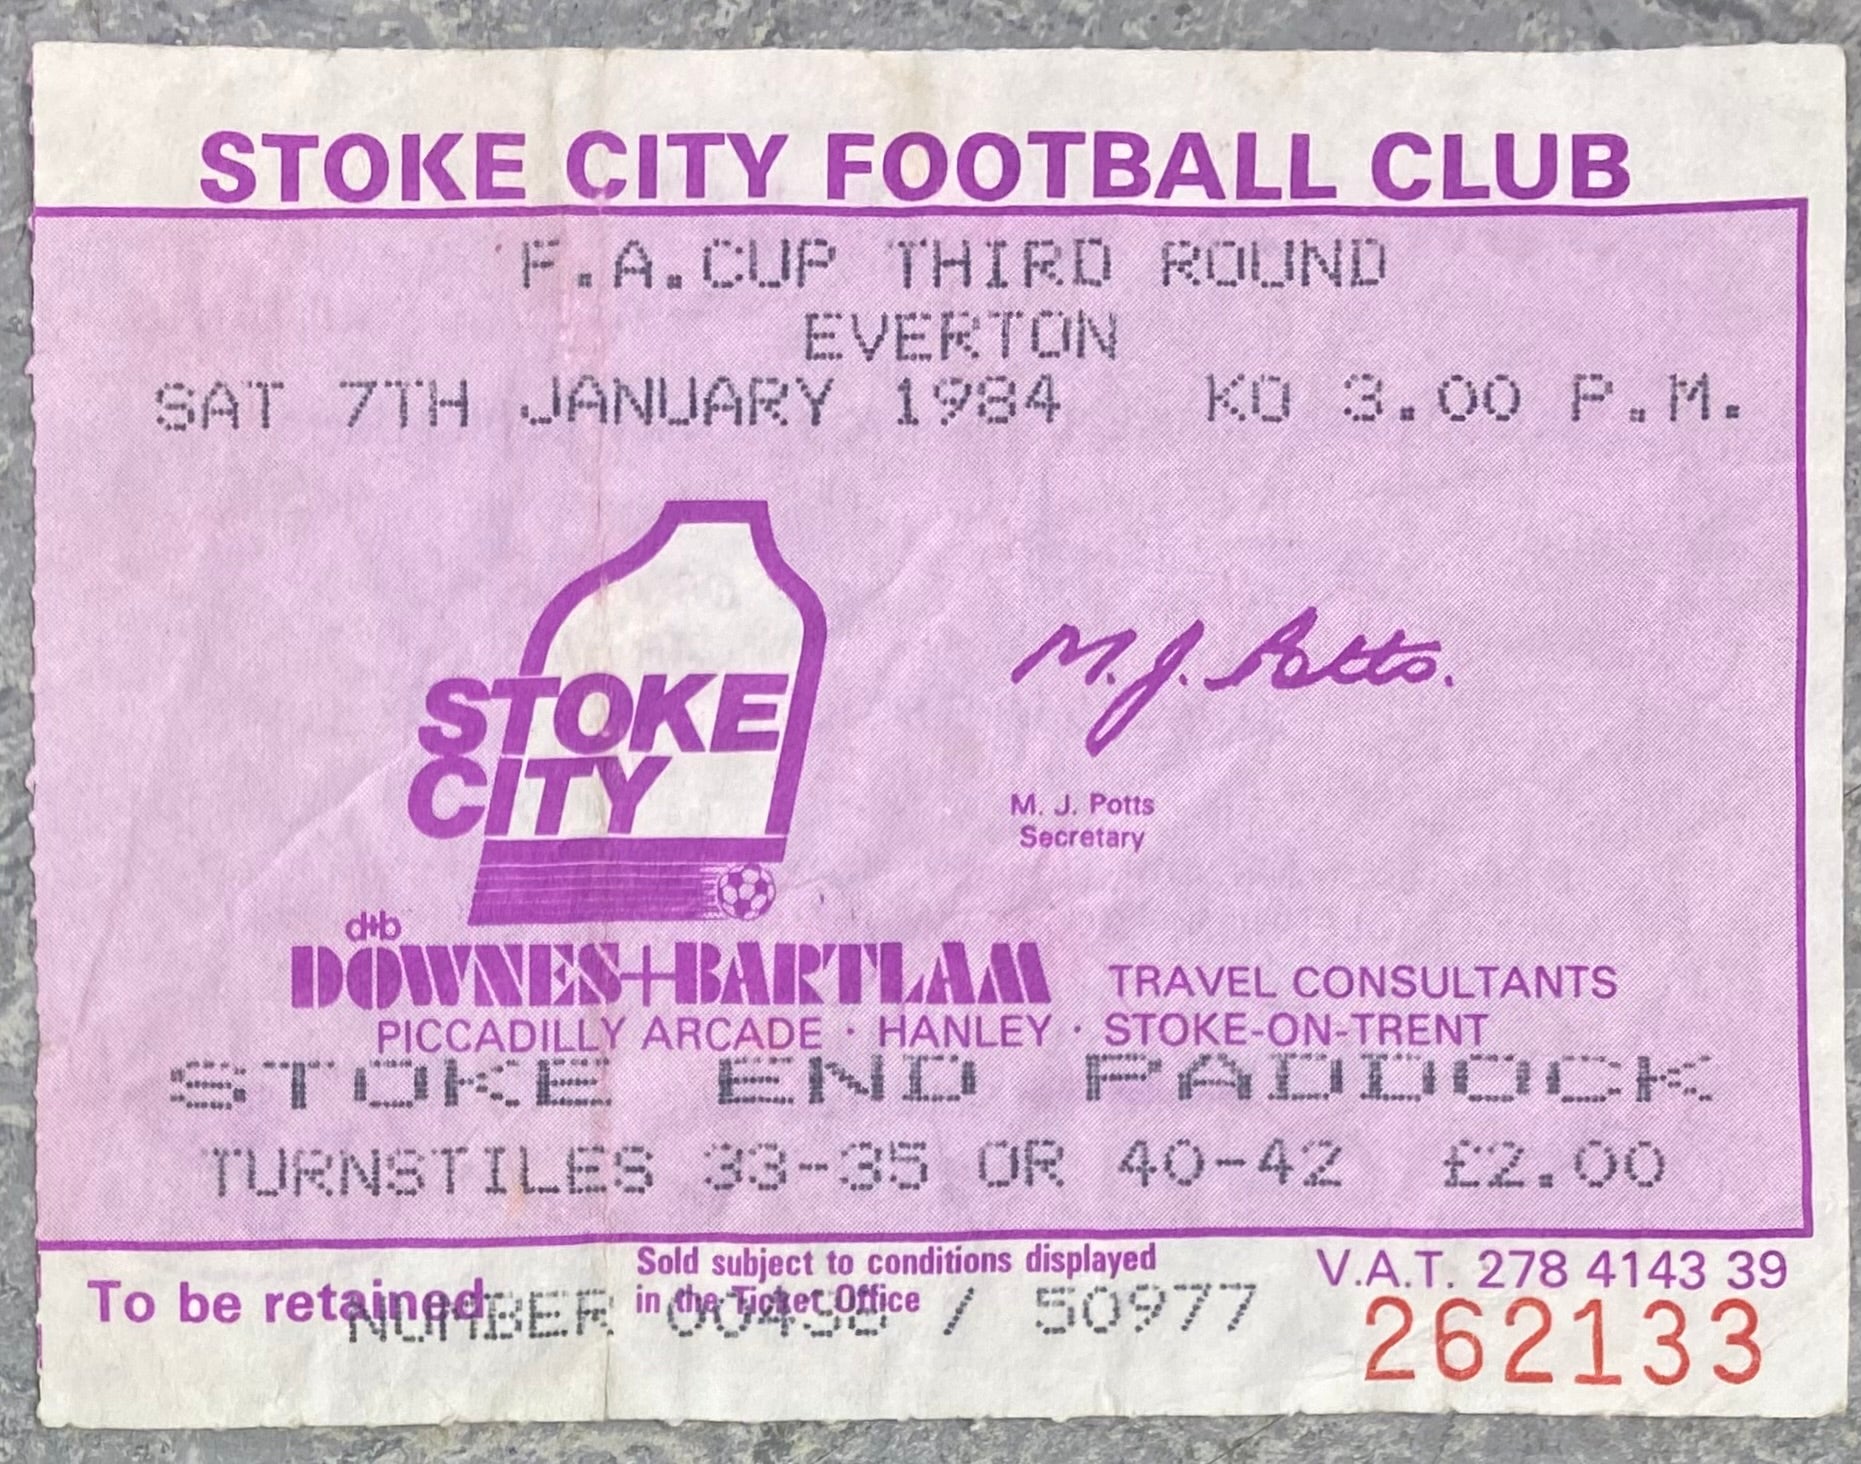 STOKE CITY FOOTBALL CLUB
F.A.CUP THIRD ROUND
EVERTON
SAT 7TH JANUARY 1984 KO 3.00 P.M.
STOKE
CITY
M.J. Potts.
M. J. Potts
Secretary
d+b
DOWNES+BARTLAM TRAVEL CONSULTANTS
PICCADILLY ARCADE · HANLEY · STOKE-ON-TRENT
STOKE END PADDOCK
TURNSTILES 33-35 OR 40-42 £2.00
To be retained
Sold subject to conditions displayed
in the Ticket Office
V.A.T. 278 4143 39
NUMBER / 50977
262133